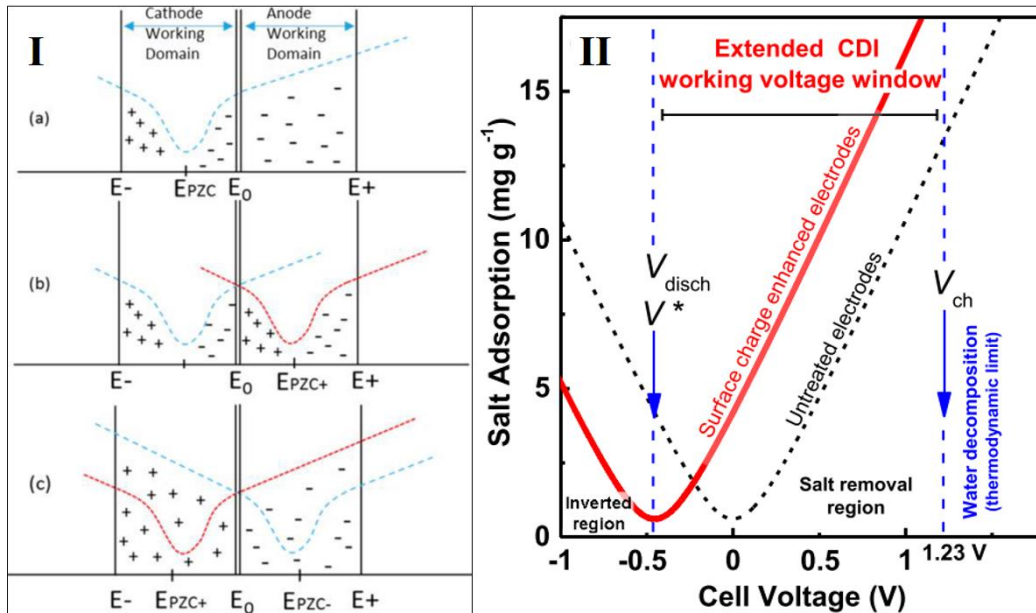 I
Cathode
Working
Domain
Anode
Working
Domain
(a)
E-
EPZC
E0
E+
(b)
E-
E0
EPZC+
E+
(c)
E-
EPZC+
E0
EPZC-
E+
II
Extended CDI
working voltage window
Salt Adsorption (mg g-1)
15
10
5
0
Vdisch
V*
Vch
Surface charge enhanced electrodes
Untreated electrodes
Water decomposition
(thermodynamic limit)
Inverted
region
Salt removal
region
-1
-0.5
0
0.5
1
1.23 V
Cell Voltage (V)